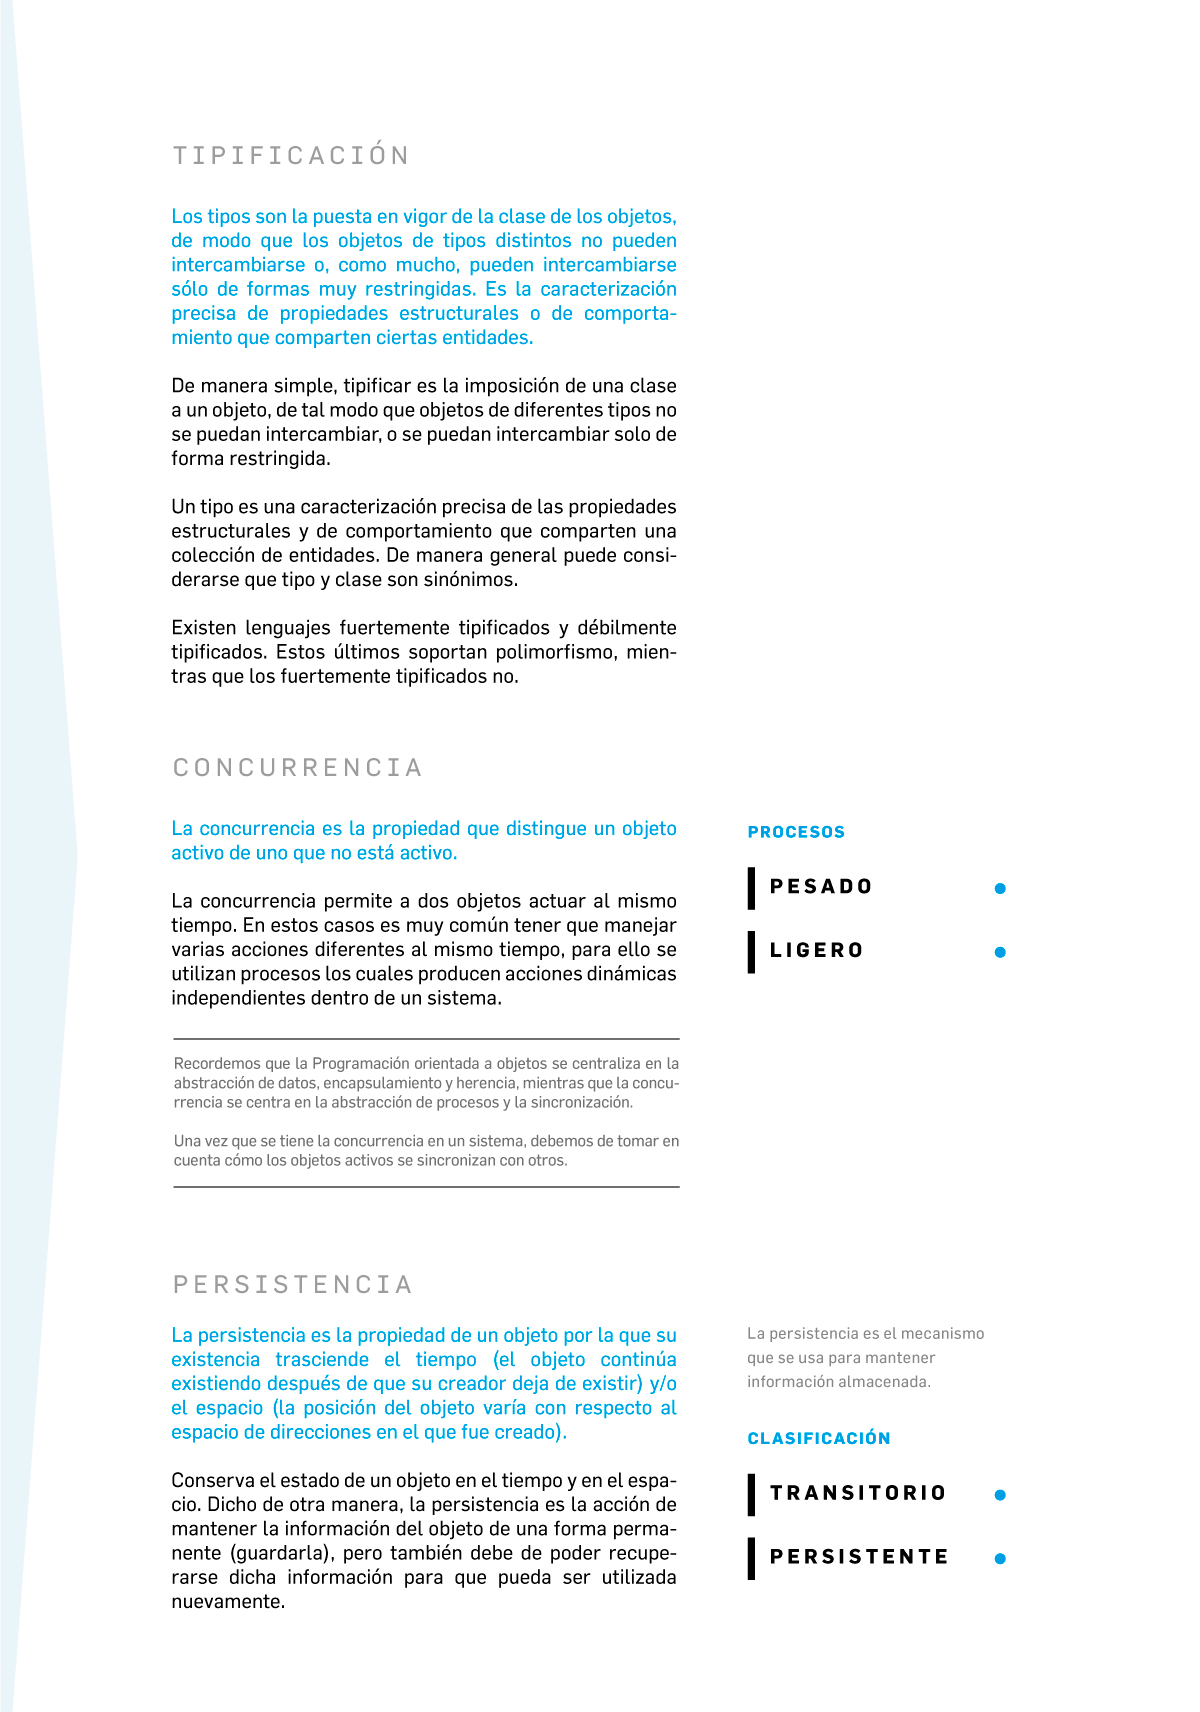 TIPIFICACIÓN
Los tipos son la puesta en vigor de la clase de los objetos,
de modo que los objetos de tipos distintos no pueden
intercambiarse o, como mucho, pueden intercambiarse
sólo de formas muy restringidas. Es la caracterización
precisa de propiedades estructurales o de comporta-
miento que comparten ciertas entidades.
De manera simple, tipificar es la imposición de una clase
a un objeto, de tal modo que objetos de diferentes tipos no
se puedan intercambiar, o se puedan intercambiar solo de
forma restringida.
Un tipo es una caracterización precisa de las propiedades
estructurales y de comportamiento que comparten una
colección de entidades. De manera general puede consi-
derarse que tipo y clase son sinónimos.
Existen lenguajes fuertemente tipificados y débilmente
tipificados. Estos últimos soportan polimorfismo, mien-
tras que los fuertemente tipificados no.
CONCURRENCIA
La concurrencia es la propiedad que distingue un objeto
activo de uno que no está activo.
La concurrencia permite a dos objetos actuar al mismo
tiempo. En estos casos es muy común tener que manejar
varias acciones diferentes al mismo tiempo, para ello se
utilizan procesos los cuales producen acciones dinámicas
independientes dentro de un sistema.
Recordemos que la Programación orientada a objetos se centraliza en la
abstracción de datos, encapsulamiento y herencia, mientras que la concu-
rrencia se centra en la abstracción de procesos y la sincronización.
Una vez que se tiene la concurrencia en un sistema, debemos de tomar en
cuenta cómo los objetos activos se sincronizan con otros.
PROCESOS
PESADO
LIGERO
PERSISTENCIA
La persistencia es la propiedad de un objeto por la que su
existencia trasciende el tiempo (el objeto continúa
existiendo después de que su creador deja de existir) y/o
el espacio (la posición del objeto varía con respecto al
espacio de direcciones en el que fue creado).
Conserva el estado de un objeto en el tiempo y en el espa-
cio. Dicho de otra manera, la persistencia es la acción de
mantener la información del objeto de una forma perma-
nente (guardarla), pero también debe de poder recupe-
rarse dicha información para que pueda ser utilizada
nuevamente.
La persistencia es el mecanismo
que se usa para mantener
información almacenada.
CLASIFICACIÓN
TRANSITORIO
PERSISTENTE